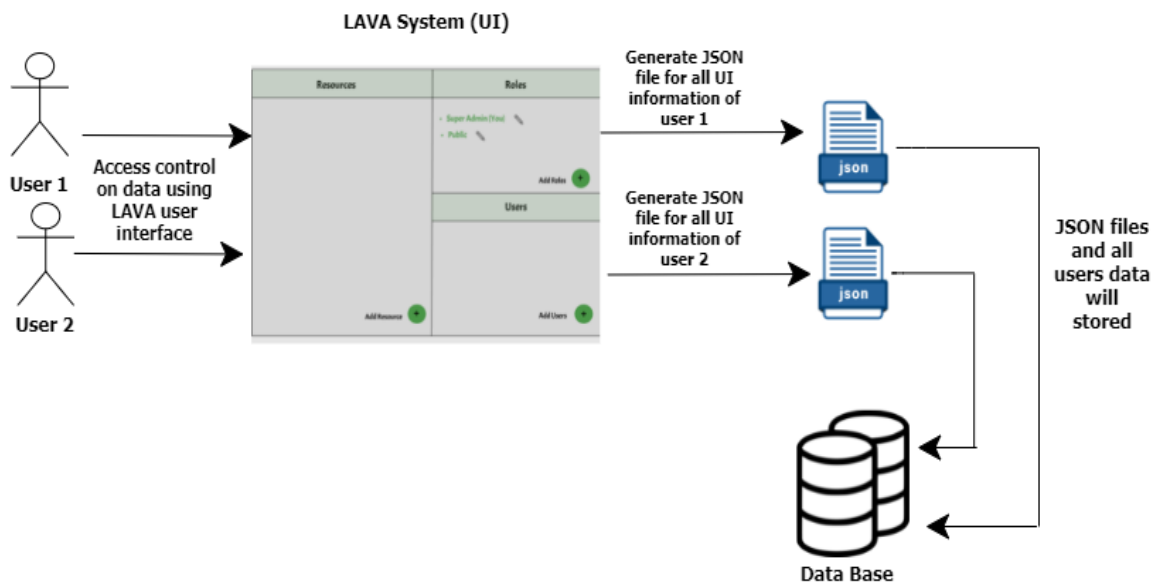 LAVA System (UI)
User 1
User 2
Access control
on data using
LAVA user
interface
Resources
Add Resource
Roles
- Super Admin (You)
- Public
Add Roles
Users
Add Users
Generate JSON
file for all UI
information of
user 1
Generate JSON
file for all UI
information of
user 2
json
json
JSON files
and all
users data
will
stored
Data Base